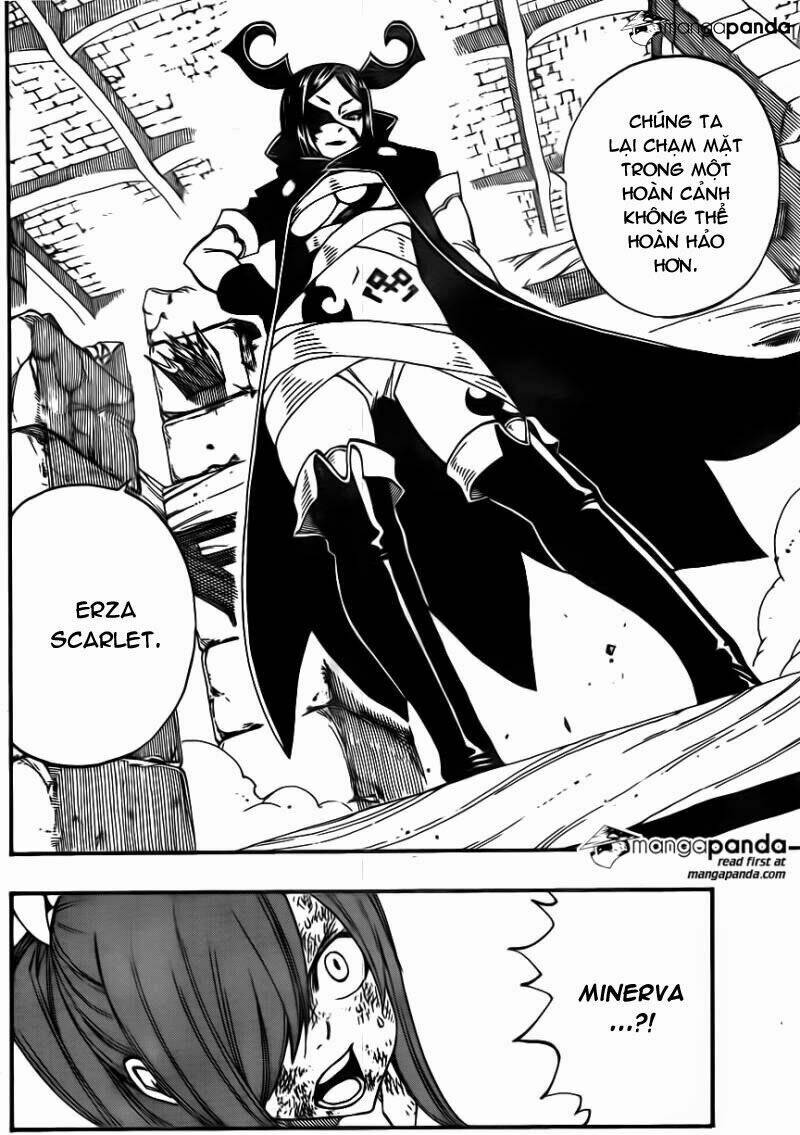 mangapanda
CHÚNG TA
LẠI CHẠM MẶT
TRONG MỘT
HOÀN CẢNH
KHÔNG THỂ
HOÀN HẢO
HƠN.
ERZA
SCARLET.
mangapanda
read first at
mangapanda.com
MINERVA
...?!